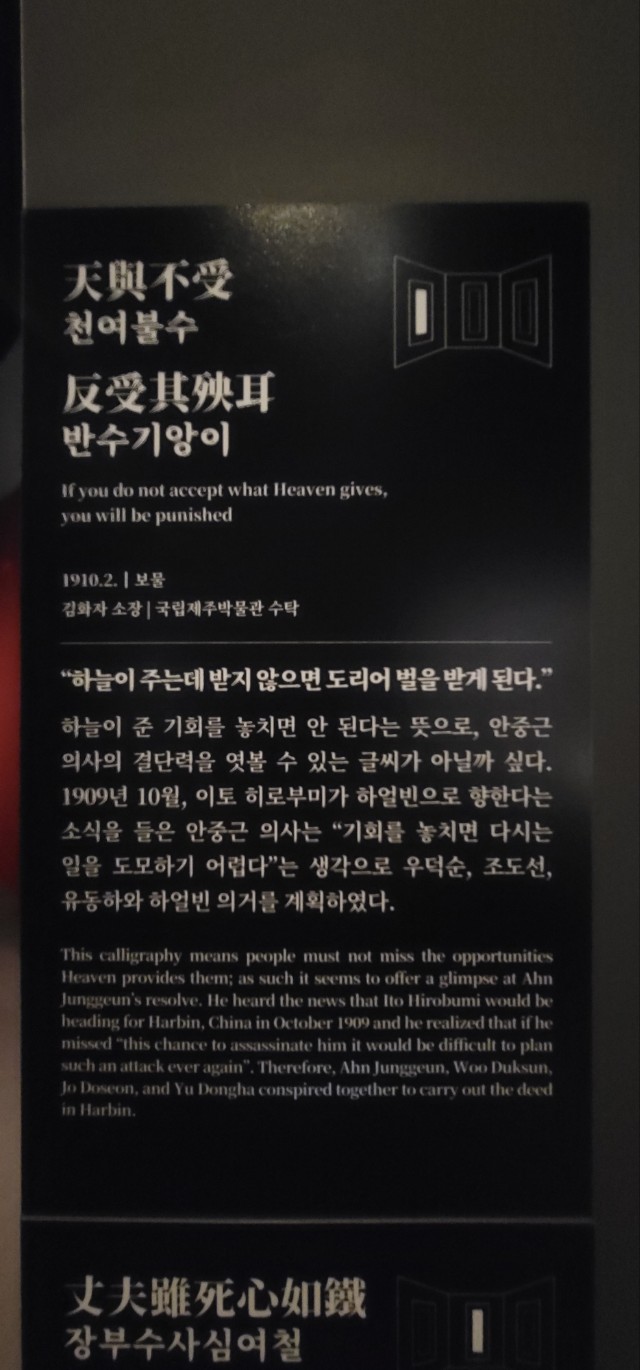 天與不受
천여불수
反受其殃耳
반수기앙이
If you do not accept what Heaven gives,
you will be punished
1910.2. | 보물
김화자 소장 | 국립제주박물관 수탁
“하늘이 주는데 받지 않으면 도리어 벌을 받게 된다.”
하늘이 준 기회를 놓치면 안 된다는 뜻으로, 안중근
의사의 결단력을 엿볼 수 있는 글씨가 아닐까 싶다.
1909년 10월, 이토 히로부미가 하얼빈으로 향한다는
소식을 들은 안중근 의사는 “기회를 놓치면 다시는
일을 도모하기 어렵다”는 생각으로 우덕순, 조도선,
유동하와 하얼빈 의거를 계획하였다.
This calligraphy means people must not miss the opportunities
Heaven provides them; as such it seems to offer a glimpse at Ahn
Junggeun’s resolve. He heard the news that Ito Hirobumi would be
heading for Harbin, China in October 1909 and he realized that if he
missed “this chance to assassinate him it would be difficult to plan
such an attack ever again”. Therefore, Ahn Junggeun, Woo Duksun,
Jo Doseon, and Yu Dongha conspired together to carry out the deed
in Harbin.
丈夫雖死心如鐵
장부수사심여철